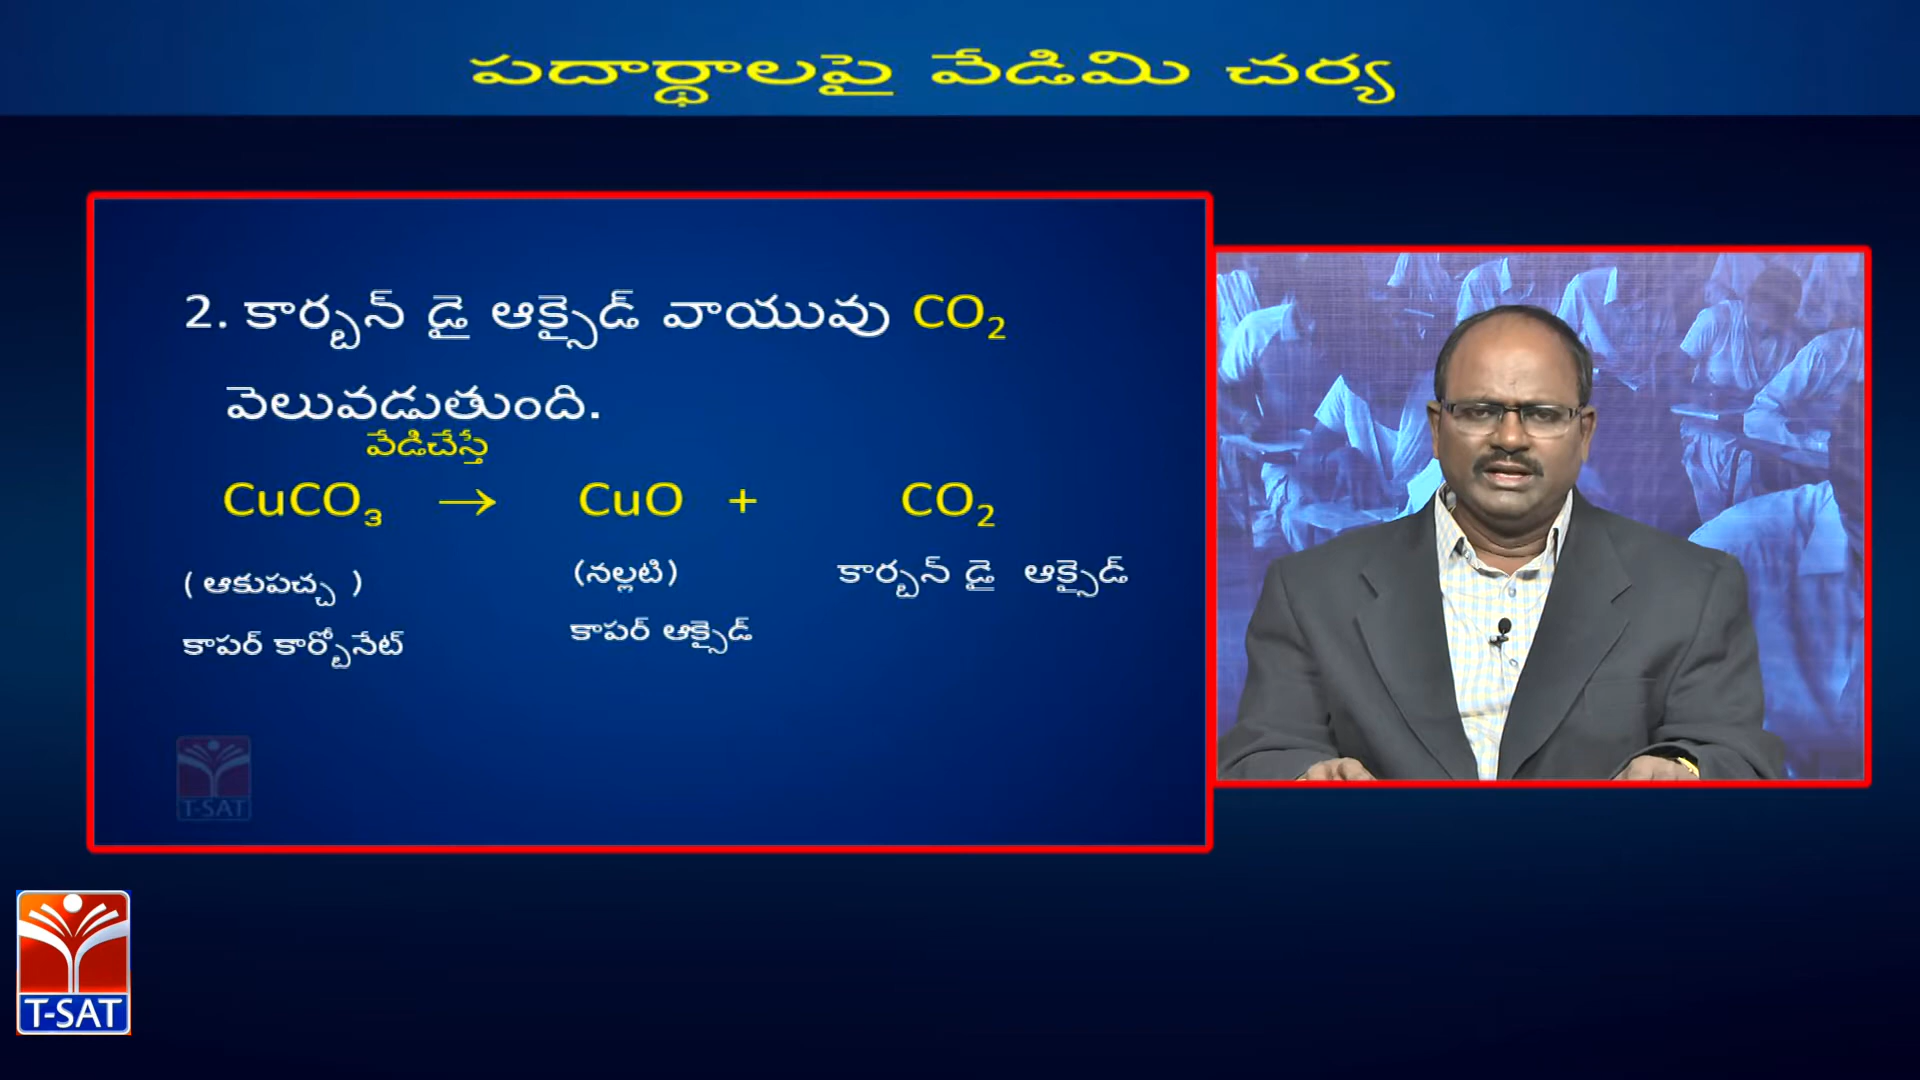 పదార్థాలపై వేడిమి చర్య
2. కార్బన్ డై ఆక్సైడ్ వాయువు CO₂
వెలువడుతుంది.
వేడిచేస్తే
CuCO₃ → CuO + CO₂
( ఆకుపచ్చ ) (నల్లటి) కార్బన్ డై ఆక్సైడ్
కాపర్ కార్బోనేట్ కాపర్ ఆక్సైడ్
T-SAT
T-SAT